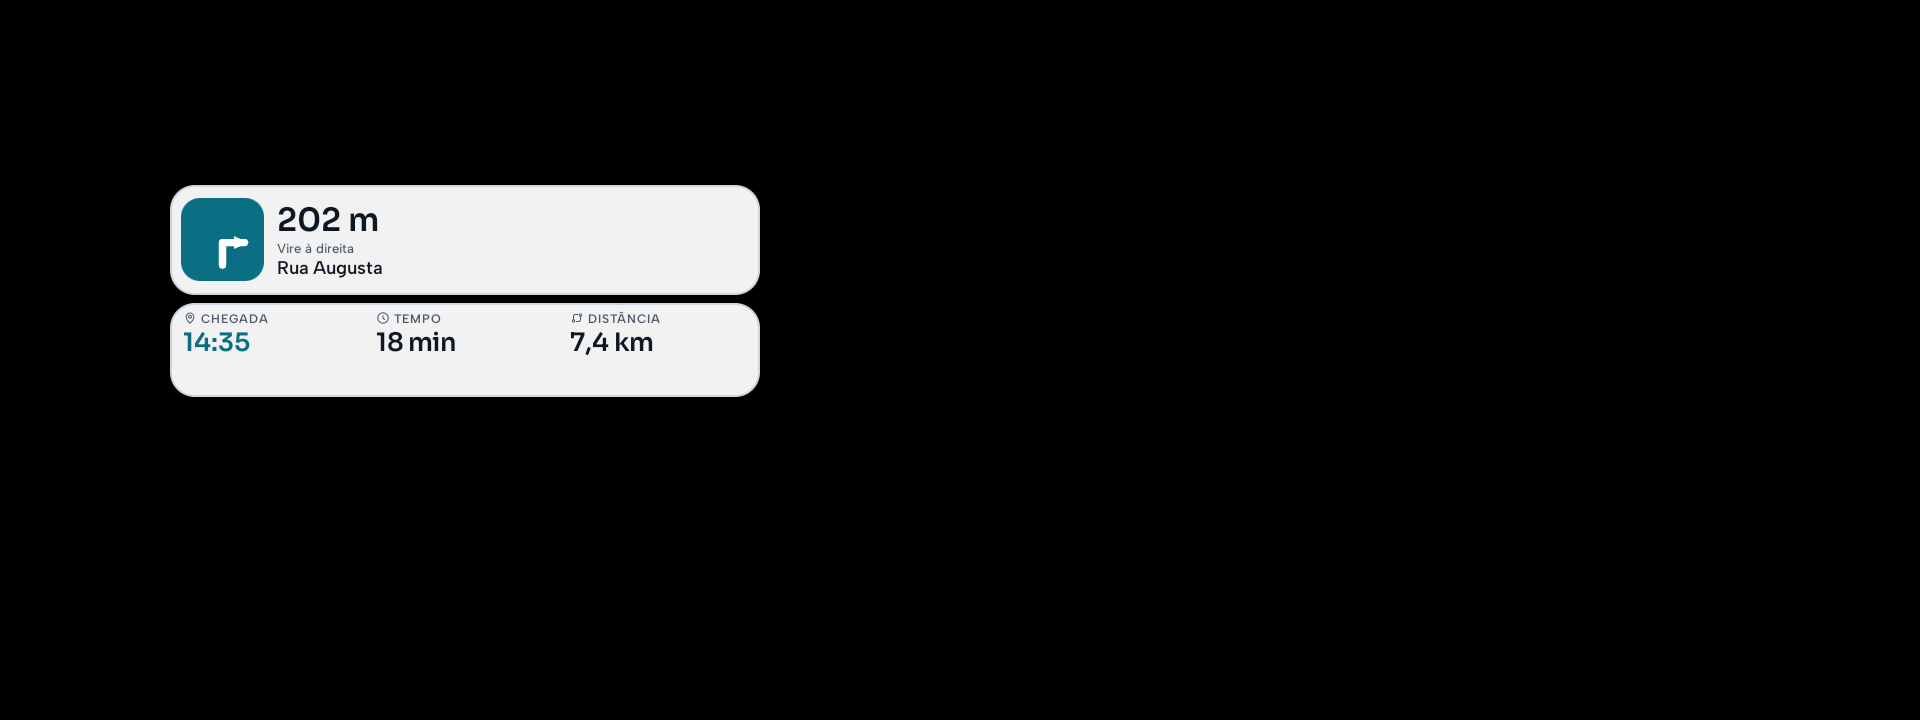 202 m
Vire à direita
Rua Augusta
CHEGADA
14:35
TEMPO
18 min
DISTÂNCIA
7,4 km